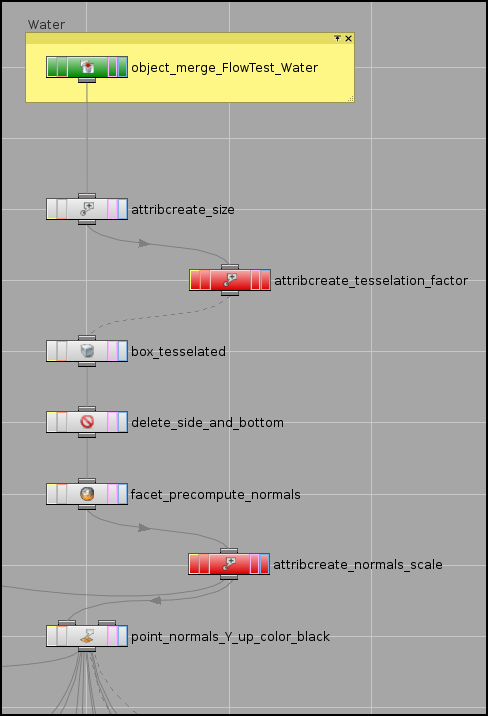 Water
object_merge_FlowTest_Water
attribcreate_size
attribcreate_tesselation_factor
box_tesselated
delete_side_and_bottom
facet_precompute_normals
attribcreate_normals_scale
point_normals_Y_up_color_black